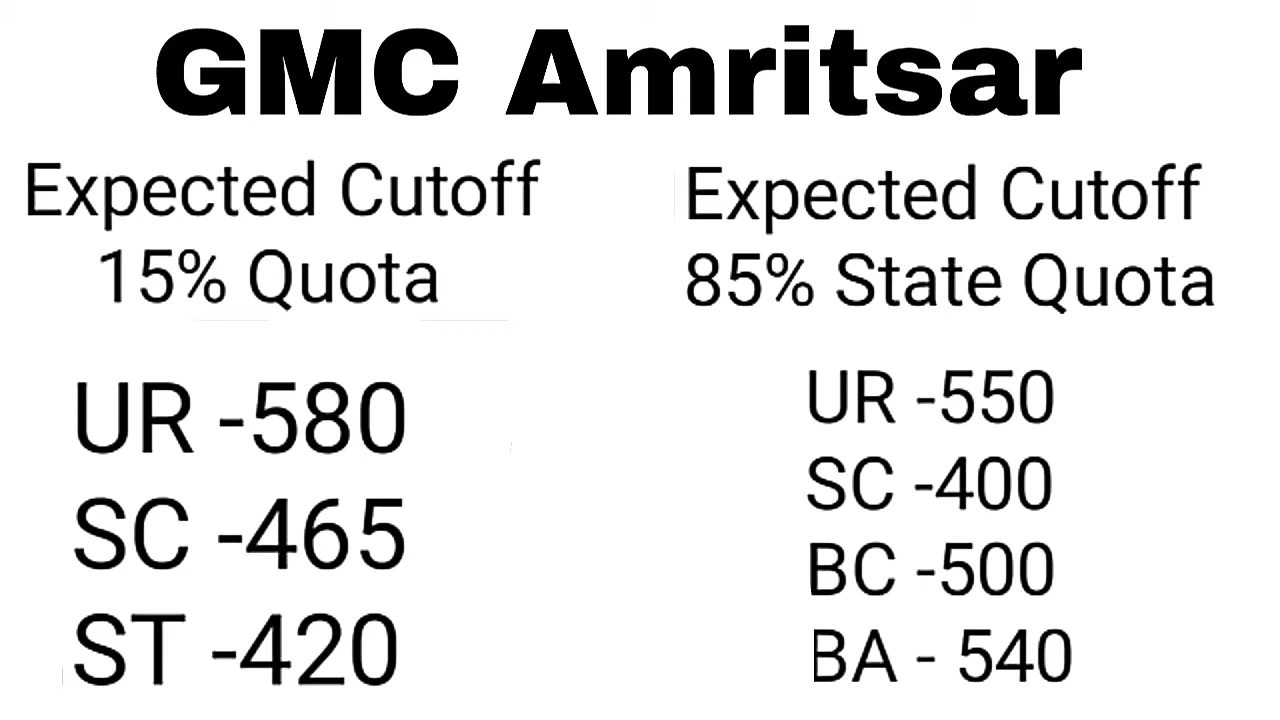 GMC Amritsar
Expected Cutoff
15% Quota
UR -580
SC -465
ST -420
Expected Cutoff
85% State Quota
UR -550
SC -400
BC -500
BA - 540